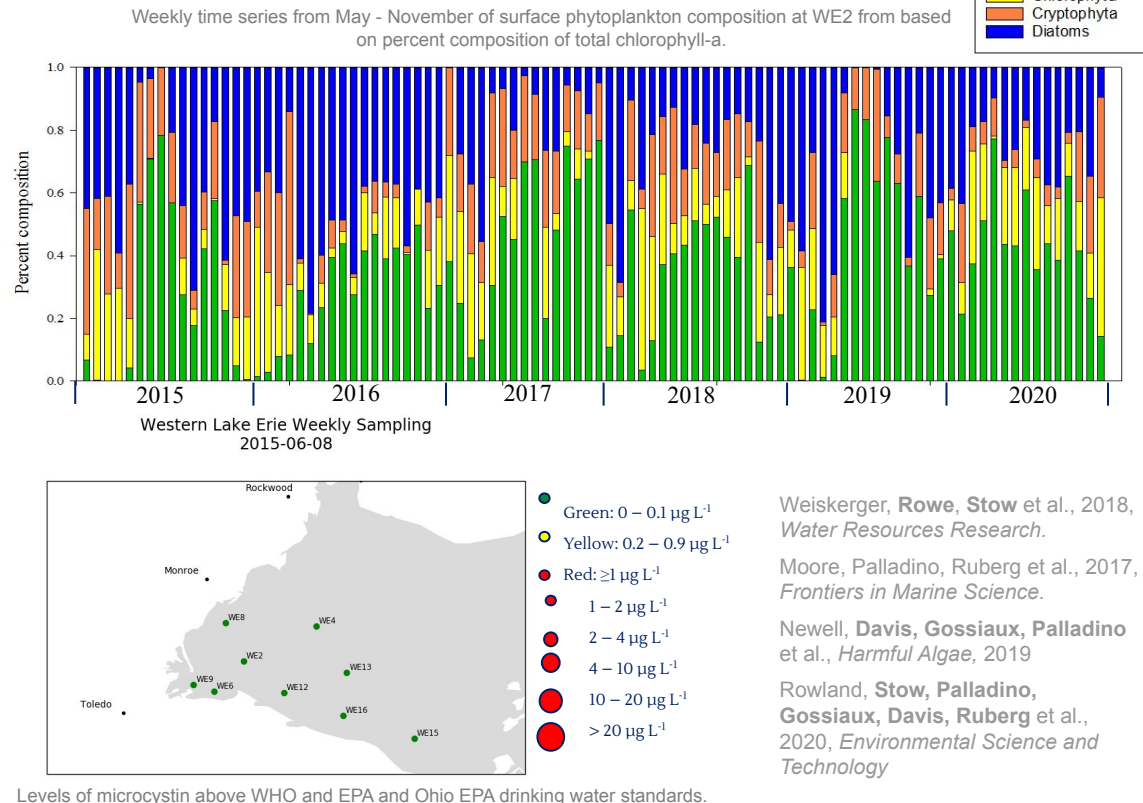 Weekly time series from May - November of surface phytoplankton composition at WE2 from based
on percent composition of total chlorophyll-a.
Cryptophyta
Diatoms
Percent composition
1.0
0.8
0.6
0.4
0.2
0.0
2015
2016
2017
2018
2019
2020
Western Lake Erie Weekly Sampling
2015-06-08
Rockwood
Monroe
WE8
WE4
WE2
WE13
WE9
WE6
WE12
Toledo
WE16
WE15
Green: 0 – 0.1 µg L-1
Yellow: 0.2 – 0.9 µg L-1
Red: ≥1 µg L-1
1 – 2 µg L-1
2 – 4 µg L-1
4 – 10 µg L-1
10 – 20 µg L-1
> 20 µg L-1
Weiskerger, Rowe, Stow et al., 2018,
Water Resources Research.
Moore, Palladino, Ruberg et al., 2017,
Frontiers in Marine Science.
Newell, Davis, Gossiaux, Palladino
et al., Harmful Algae, 2019
Rowland, Stow, Palladino,
Gossiaux, Davis, Ruberg et al.,
2020, Environmental Science and
Technology
Levels of microcystin above WHO and EPA and Ohio EPA drinking water standards.